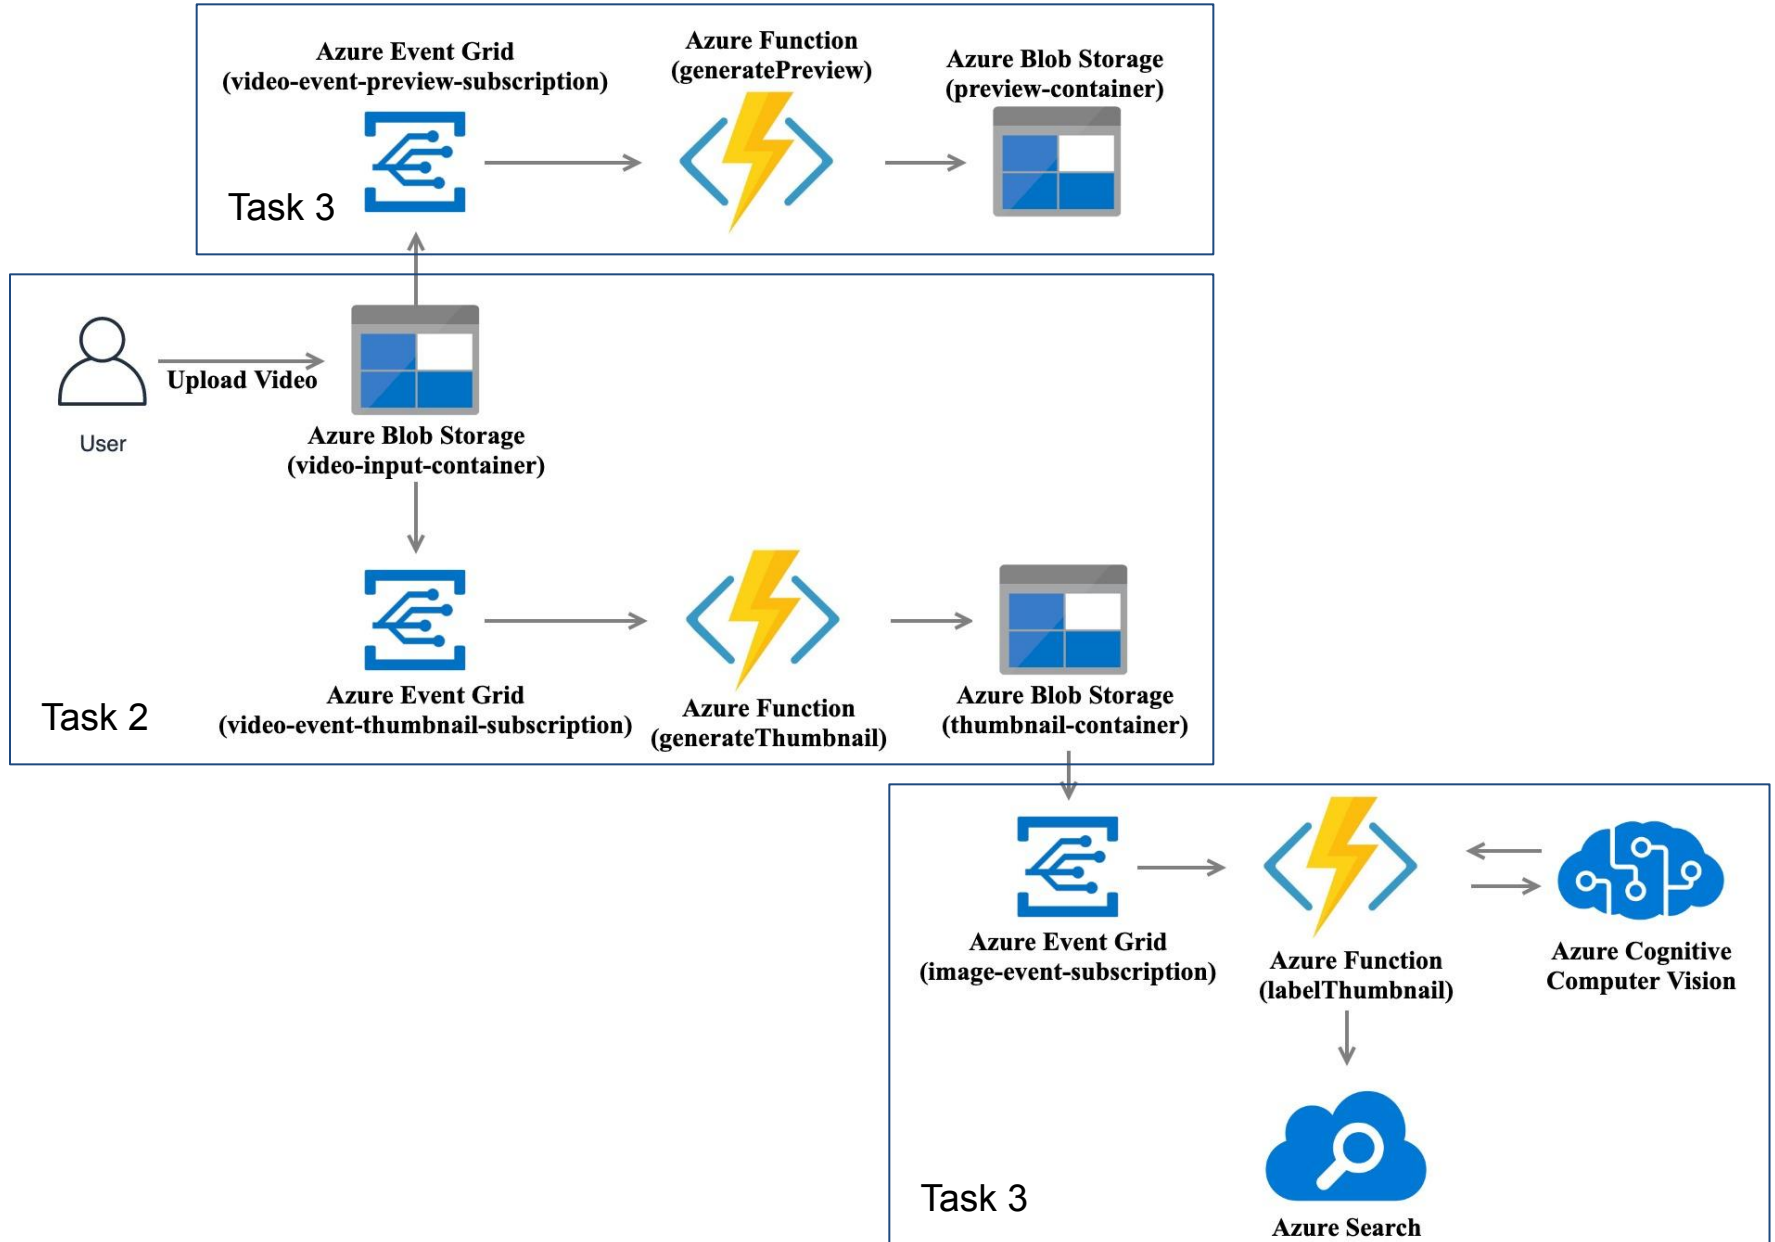 Azure Event Grid
(video-event-preview-subscription)
Azure Function
(generatePreview)
Azure Blob Storage
(preview-container)
Task 3
User
Upload Video
Azure Blob Storage
(video-input-container)
Azure Event Grid
(video-event-thumbnail-subscription)
Azure Function
(generateThumbnail)
Azure Blob Storage
(thumbnail-container)
Task 2
Azure Event Grid
(image-event-subscription)
Azure Function
(labelThumbnail)
Azure Cognitive
Computer Vision
Task 3
Azure Search